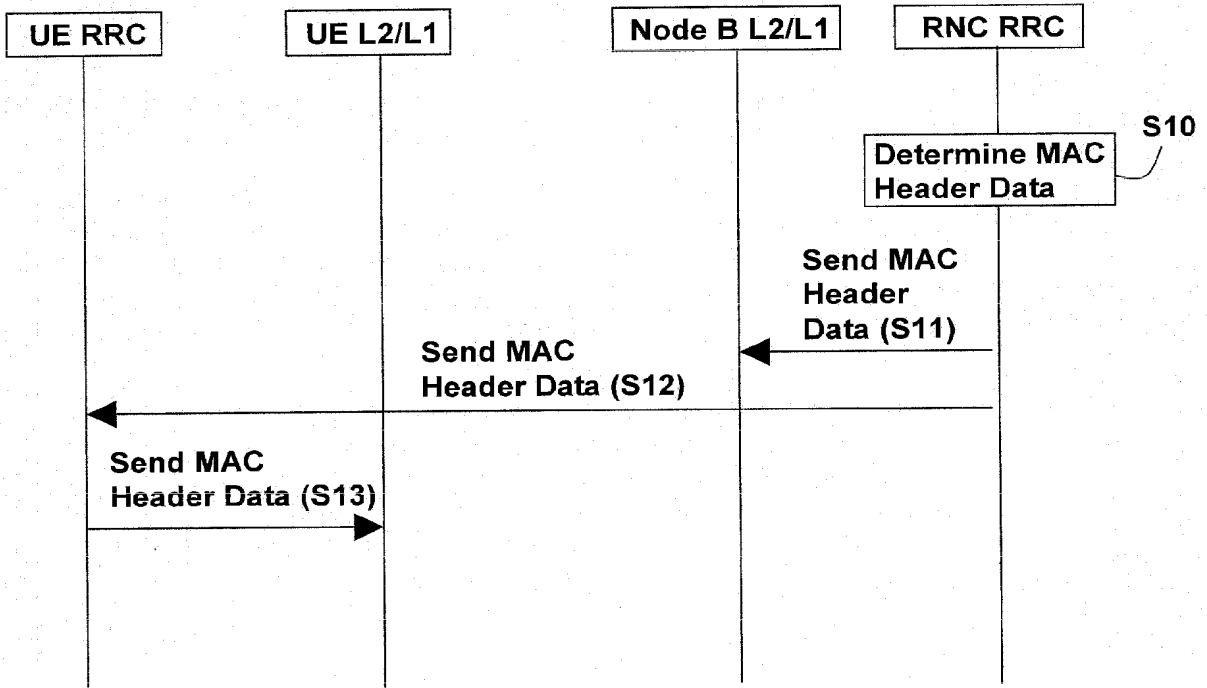 UE RRC
UE L2/L1
Node B L2/L1
RNC RRC
S10
Determine MAC
Header Data
Send MAC
Header
Data (S11)
Send MAC
Header Data (S12)
Send MAC
Header Data (S13)